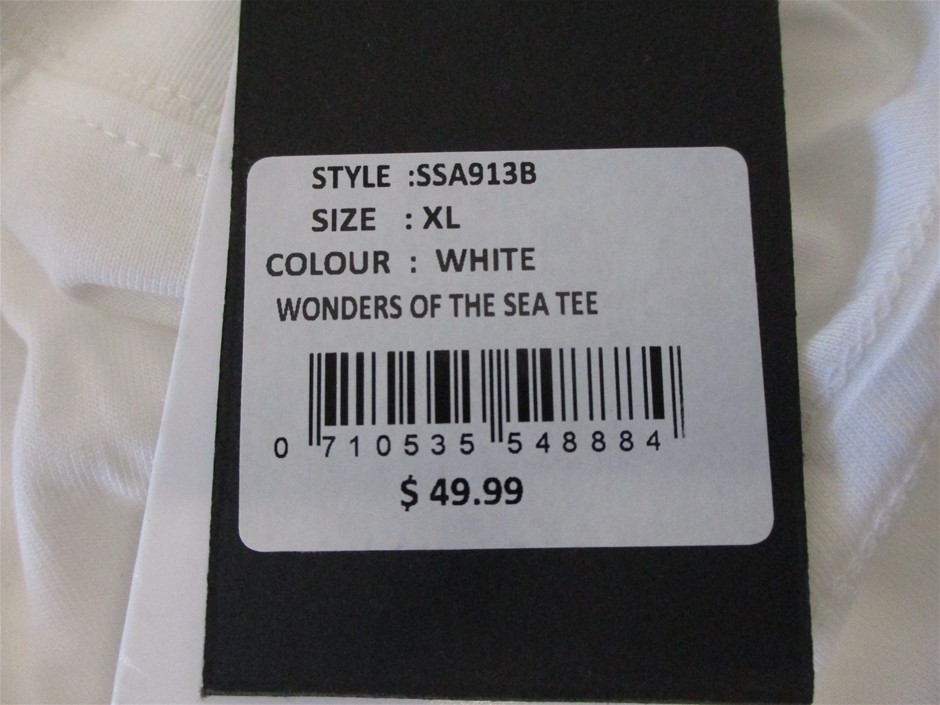 STYLE :SSA913B
SIZE : XL
COLOUR : WHITE
WONDERS OF THE SEA TEE
0 710535 548884
$ 49.99